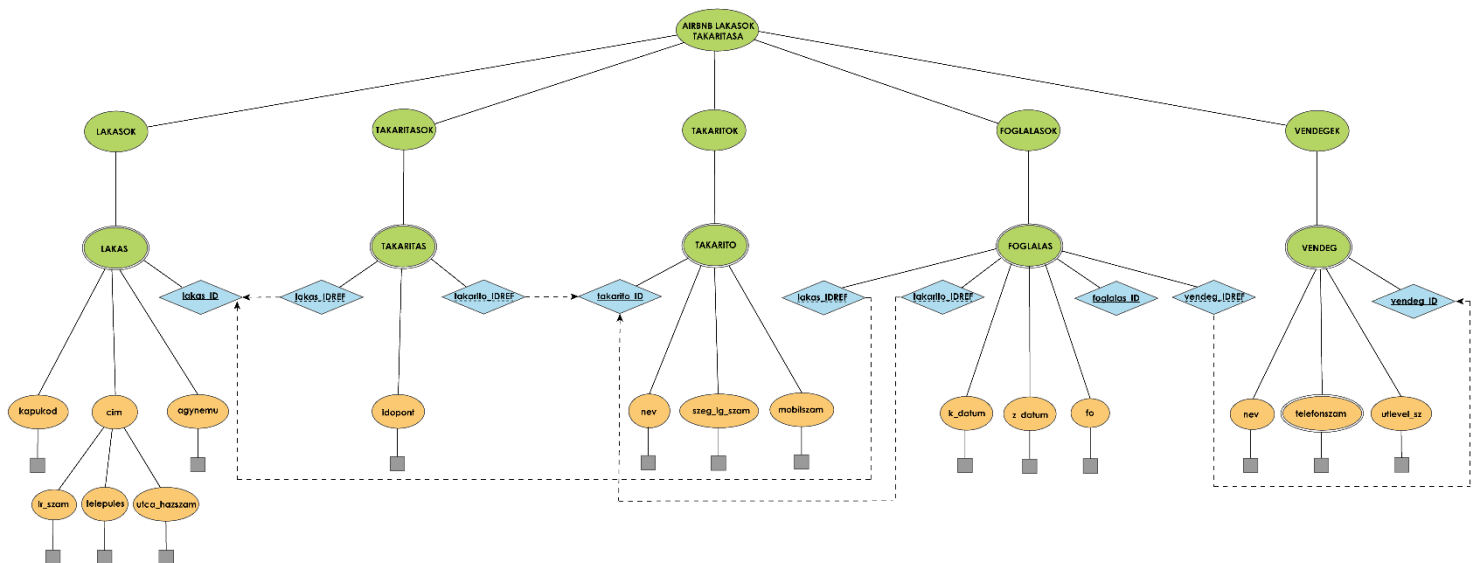 AIRBNB LAKASOK
TAKARITASA
LAKASOK
TAKARITASOK
TAKARITOK
FOGLALASOK
VENDEGEK
LAKAS
TAKARITAS
TAKARITO
FOGLALAS
VENDEG
lakas_ID
lakas_IDREF
takarito_IDREF
takarito_ID
lakas_IDREF
takarito_IDREF
foglalas_ID
vendeg_IDREF
vendeg_ID
kapukod
cim
agynemu
idopont
nev
szeg_ig_szam
mobilszam
k_datum
z_datum
fo
nev
telefonszam
utlevel_sz
ir_szam
telepules
utca_hazszam